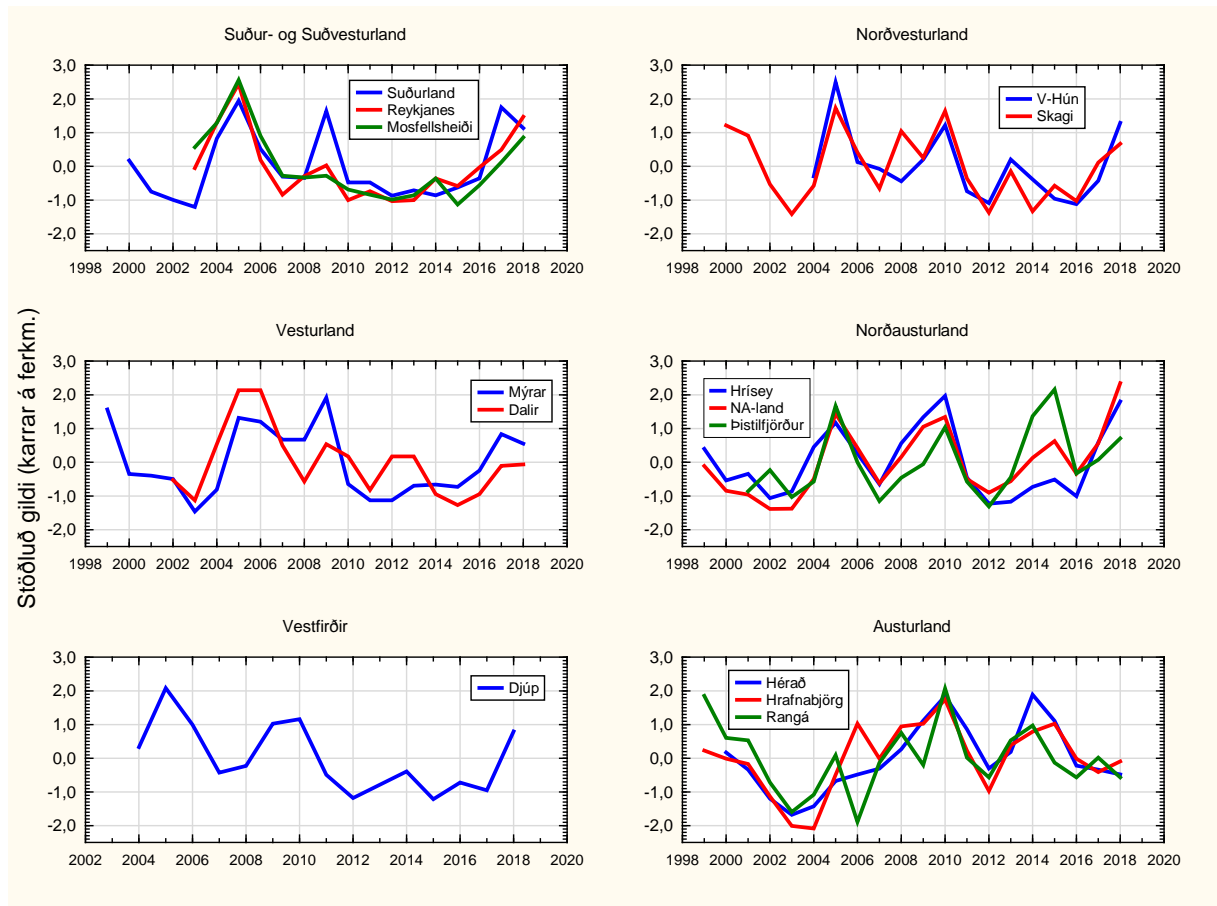 Stöðluð gildi (karrar á ferkm.)
Suður- og Suðvesturland
3,0
2,0
1,0
0,0
-1,0
-2,0
1998 2000 2002 2004 2006 2008 2010 2012 2014 2016 2018 2020
Suðurland
Reykjanes
Mosfellsheiði
Norðvesturland
3,0
2,0
1,0
0,0
-1,0
-2,0
1998 2000 2002 2004 2006 2008 2010 2012 2014 2016 2018 2020
V-Hún
Skagi
Vesturland
3,0
2,0
1,0
0,0
-1,0
-2,0
1998 2000 2002 2004 2006 2008 2010 2012 2014 2016 2018 2020
Mýrar
Dalir
Norðausturland
3,0
2,0
1,0
0,0
-1,0
-2,0
1998 2000 2002 2004 2006 2008 2010 2012 2014 2016 2018 2020
Hrísey
NA-land
Þistilfjörður
Vestfirðir
3,0
2,0
1,0
0,0
-1,0
-2,0
2002 2004 2006 2008 2010 2012 2014 2016 2018 2020
Djúp
Austurland
3,0
2,0
1,0
0,0
-1,0
-2,0
1998 2000 2002 2004 2006 2008 2010 2012 2014 2016 2018 2020
Hérað
Hrafnabjörg
Rangá